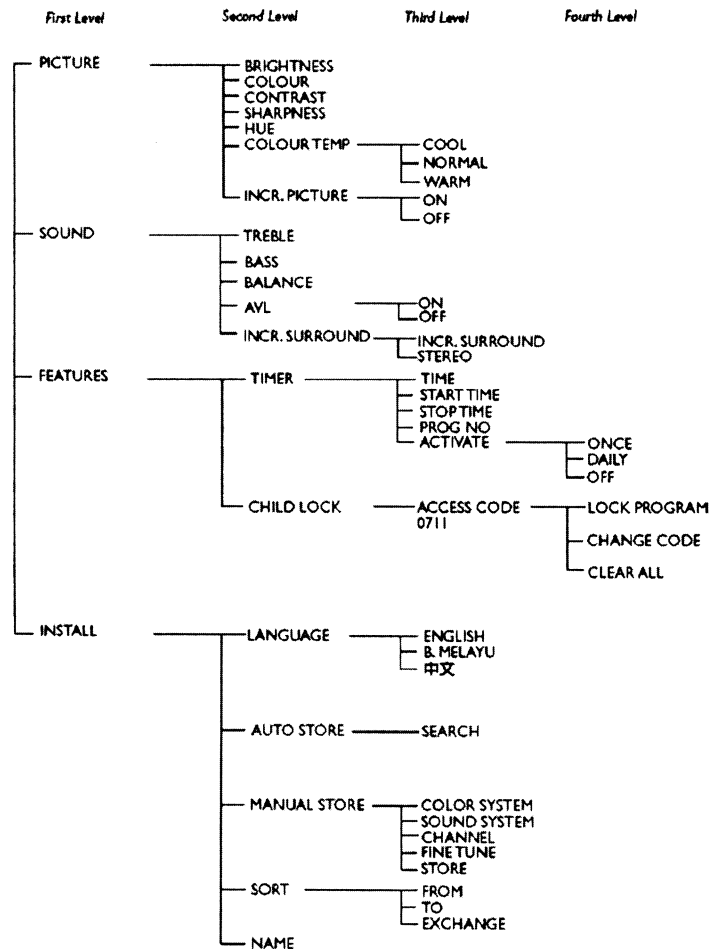 First Level Second Level Third Level Fourth Level
PICTURE BRIGHTNESS
COLOUR
CONTRAST
SHARPNESS
HUE
COLOUR TEMP COOL
NORMAL
WARM
INCR. PICTURE ON
OFF
SOUND TREBLE
BASS
BALANCE
AVL ON
OFF
INCR. SURROUND INCR. SURROUND
STEREO
FEATURES TIMER TIME
START TIME
STOP TIME
PROG NO
ACTIVATE ONCE
DAILY
OFF
CHILD LOCK ACCESS CODE LOCK PROGRAM
0711
CHANGE CODE
CLEAR ALL
INSTALL LANGUAGE ENGLISH
B. MELAYU
中文
AUTO STORE SEARCH
MANUAL STORE COLOR SYSTEM
SOUND SYSTEM
CHANNEL
FINE TUNE
STORE
SORT FROM
TO
EXCHANGE
NAME